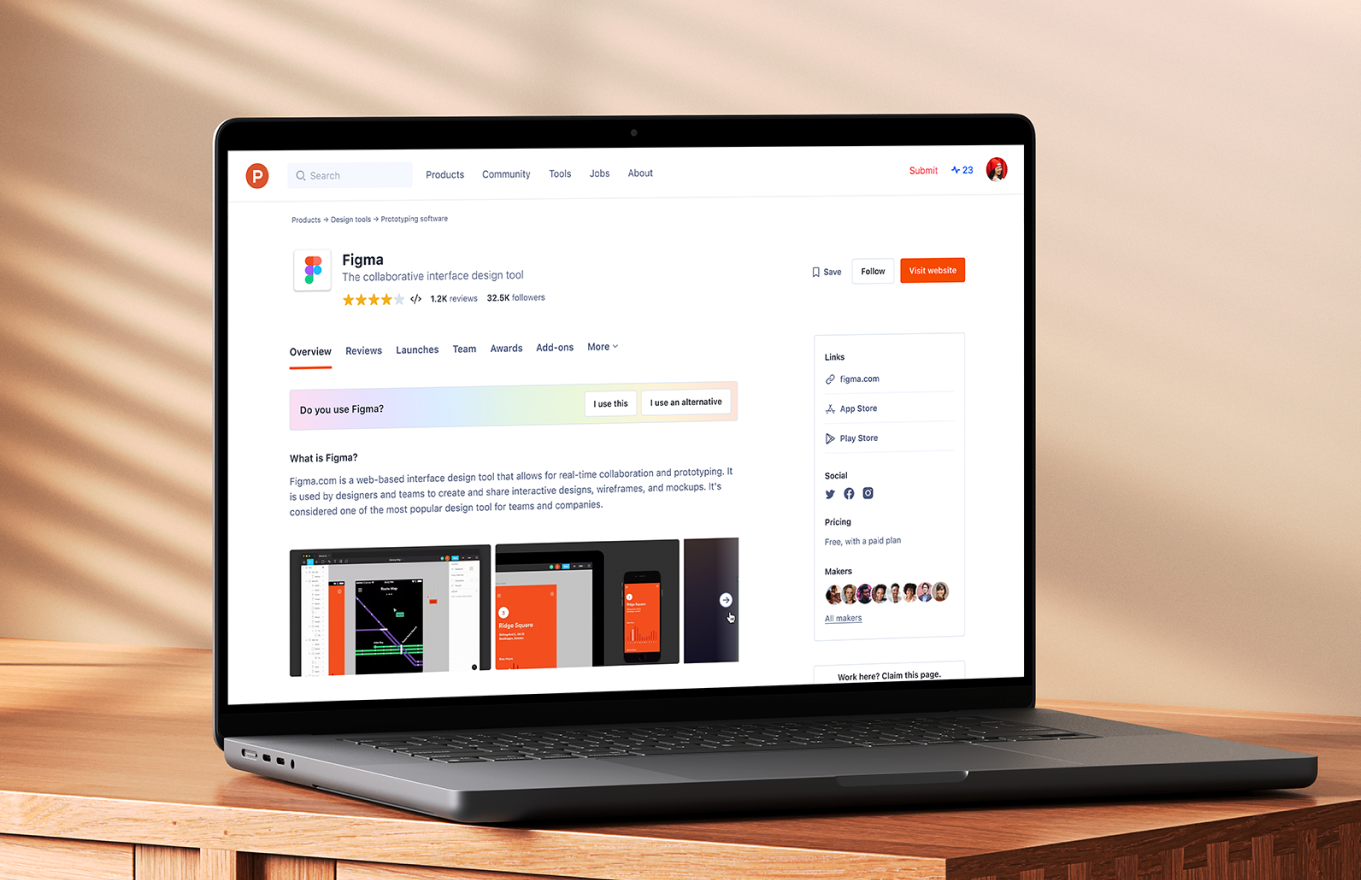 P
Search
Products
Community
Tools
Jobs
About
Submit
23
Products → Design tools → Prototyping software
Figma
The collaborative interface design tool
</> 1.2K reviews 32.5K followers
Save
Follow
Visit website
Overview
Reviews
Launches
Team
Awards
Add-ons
More
Do you use Figma?
I use this
I use an alternative
What is Figma?
Figma.com is a web-based interface design tool that allows for real-time collaboration and prototyping. It
is used by designers and teams to create and share interactive designs, wireframes, and mockups. It's
considered one of the most popular design tool for teams and companies.
Route Map
Ridge Square
Ridge Square
Links
figma.com
App Store
Play Store
Social
Pricing
Free, with a paid plan
Makers
All makers
Work here? Claim this page.